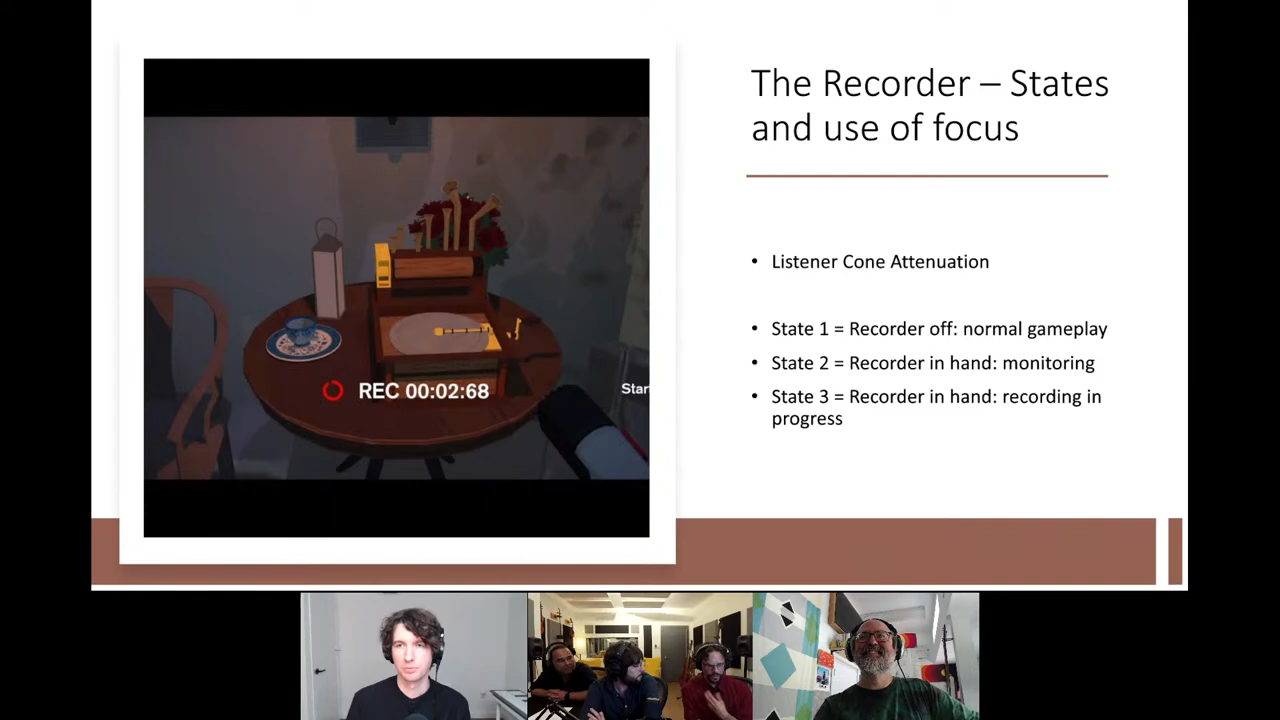 The Recorder – States
and use of focus
• Listener Cone Attenuation
• State 1 = Recorder off: normal gameplay
• State 2 = Recorder in hand: monitoring
• State 3 = Recorder in hand: recording in
progress
REC 00:02:68
Star